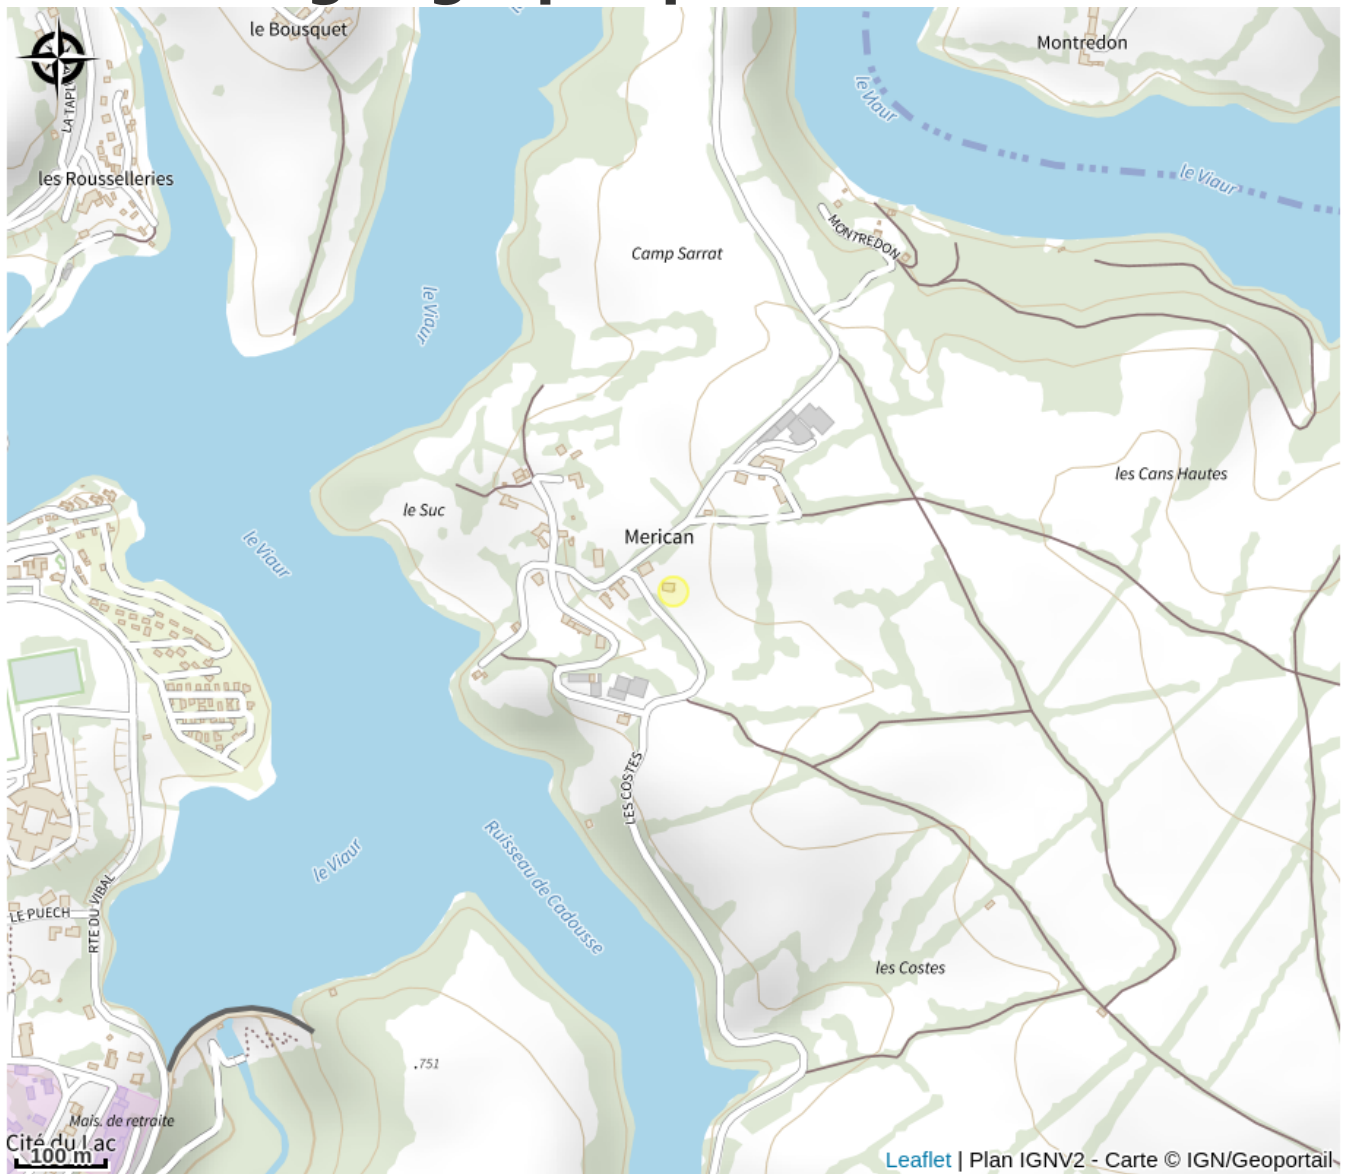 le Bousquet
Montredon
LA TAPL
le Viaur
les Rousselleries
le Viaur
MONTREDON
Camp Sarrat
le Viaur
les Cans Hautes
le Suc
Merican
le Viaur
LES COSTES
le Viaur
Ruisseau de Cadousse
RTE DU VIBAL
LE PUECH
les Costes
.751
Mais. de retraite
Cité du Lac
100 m
Leaflet | Plan IGNV2 - Carte © IGN/Geoportail